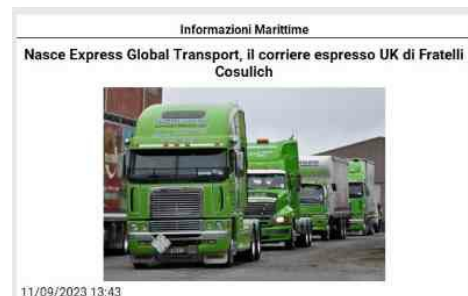 Informazioni Marittime
Nasce Express Global Transport, il corriere espresso UK di Fratelli
Cosulich
11/09/2023 13:43